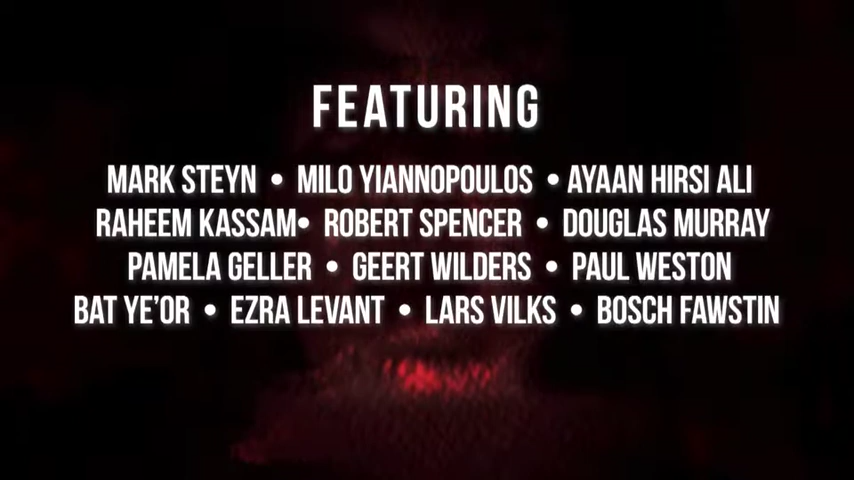 FEATURING
MARK STEYN • MILO YIANNOPOULOS • AYAAN HIRSI ALI
RAHEEM KASSAM• ROBERT SPENCER • DOUGLAS MURRAY
PAMELA GELLER • GEERT WILDERS • PAUL WESTON
BAT YE'OR • EZRA LEVANT • LARS VILKS • BOSCH FAWSTIN